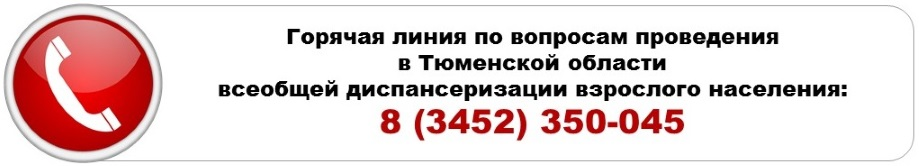 Горячая линия по вопросам проведения
в Тюменской области
всеобщей диспансеризации взрослого населения:
8 (3452) 350-045